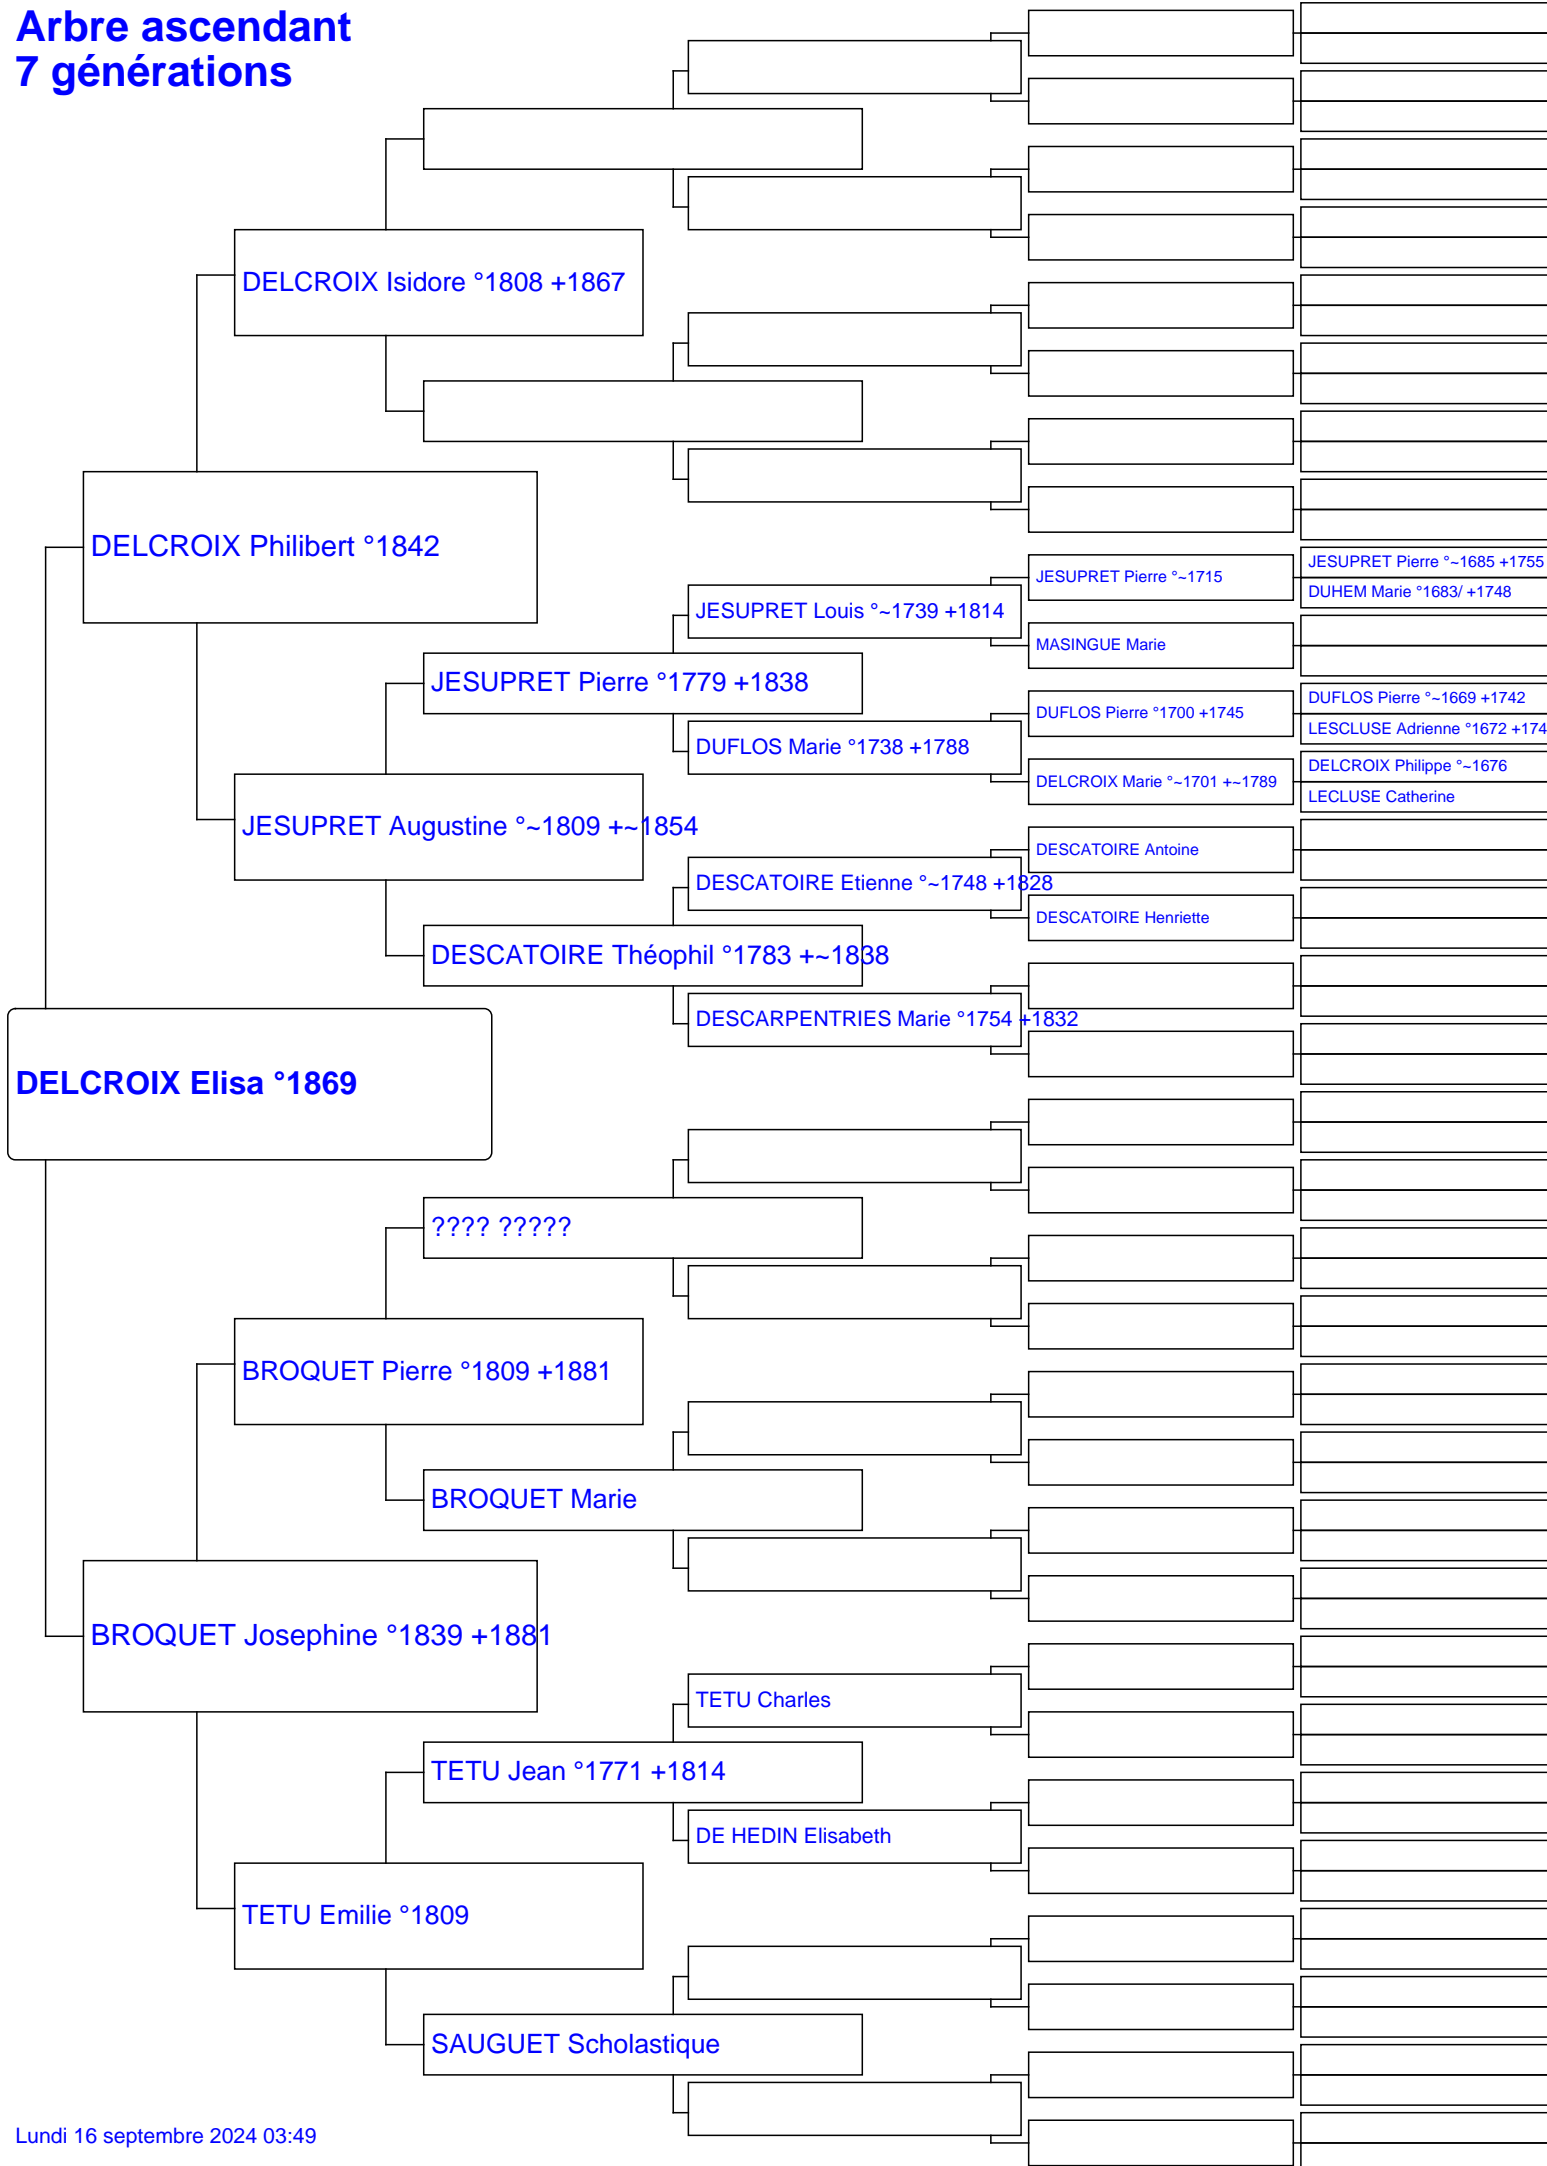 Arbre ascendant
7 générations
DELCROIX Isidore °1808 +1867
DELCROIX Philibert °1842
JESUPRET Pierre °~1685 +1755
JESUPRET Pierre °~1715
DUHEM Marie °1683/ +1748
JESUPRET Louis °~1739 +1814
MASINGUE Marie
JESUPRET Pierre °1779 +1838
DUFLOS Pierre °~1669 +1742
DUFLOS Pierre °1700 +1745
LESCLUSE Adrienne °1672 +174
DUFLOS Marie °1738 +1788
DELCROIX Philippe °~1676
DELCROIX Marie °~1701 +~1789
LECLUSE Catherine
JESUPRET Augustine °~1809 +~1854
DESCATOIRE Antoine
DESCATOIRE Etienne °~1748 +1828
DESCATOIRE Henriette
DESCATOIRE Théophil °1783 +~1838
DESCARPENTRIES Marie °1754 +1832
DELCROIX Elisa °1869
???? ?????
BROQUET Pierre °1809 +1881
BROQUET Marie
BROQUET Josephine °1839 +1881
TETU Charles
TETU Jean °1771 +1814
DE HEDIN Elisabeth
TETU Emilie °1809
SAUGUET Scholastique
Lundi 16 septembre 2024 03:49